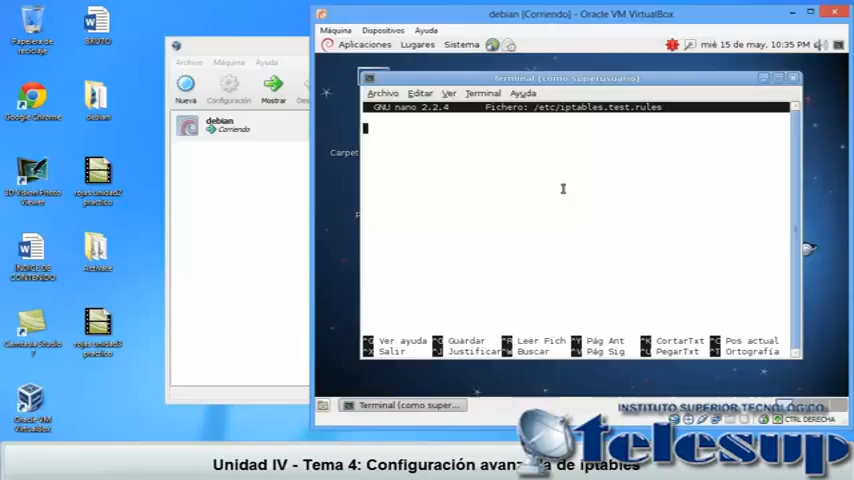 Papelera de
reciclaje
BRUTO
Google Chrome
debian
3D Vision Photo
Viewer
rojas unidad2
practico
ÍNDICE DE
CONTENIDO
Activate
Camtasia Studio
7
rojas unidad3
practico
Oracle VM
VirtualBox
Archivo Máquina Ayuda
Nueva Configuración Mostrar
debian
Corriendo
debian [Corriendo] - Oracle VM VirtualBox
Máquina Dispositivos Ayuda
Aplicaciones Lugares Sistema mié 15 de may, 10:35 PM
Carpet
Terminal (como superusuario)
Archivo Editar Ver Terminal Ayuda
GNU nano 2.2.4 Fichero: /etc/iptables.test.rules
^G Ver ayuda ^O Guardar ^R Leer Fich ^Y Pág Ant ^K CortarTxt ^C Pos actual
^X Salir ^J Justificar ^W Buscar ^V Pág Sig ^U PegarTxt ^T Ortografía
Terminal (como super...
CTRL DERECHA
INSTITUTO SUPERIOR TECNOLÓGICO
telesup
Unidad IV - Tema 4: Configuración avanzada de iptables